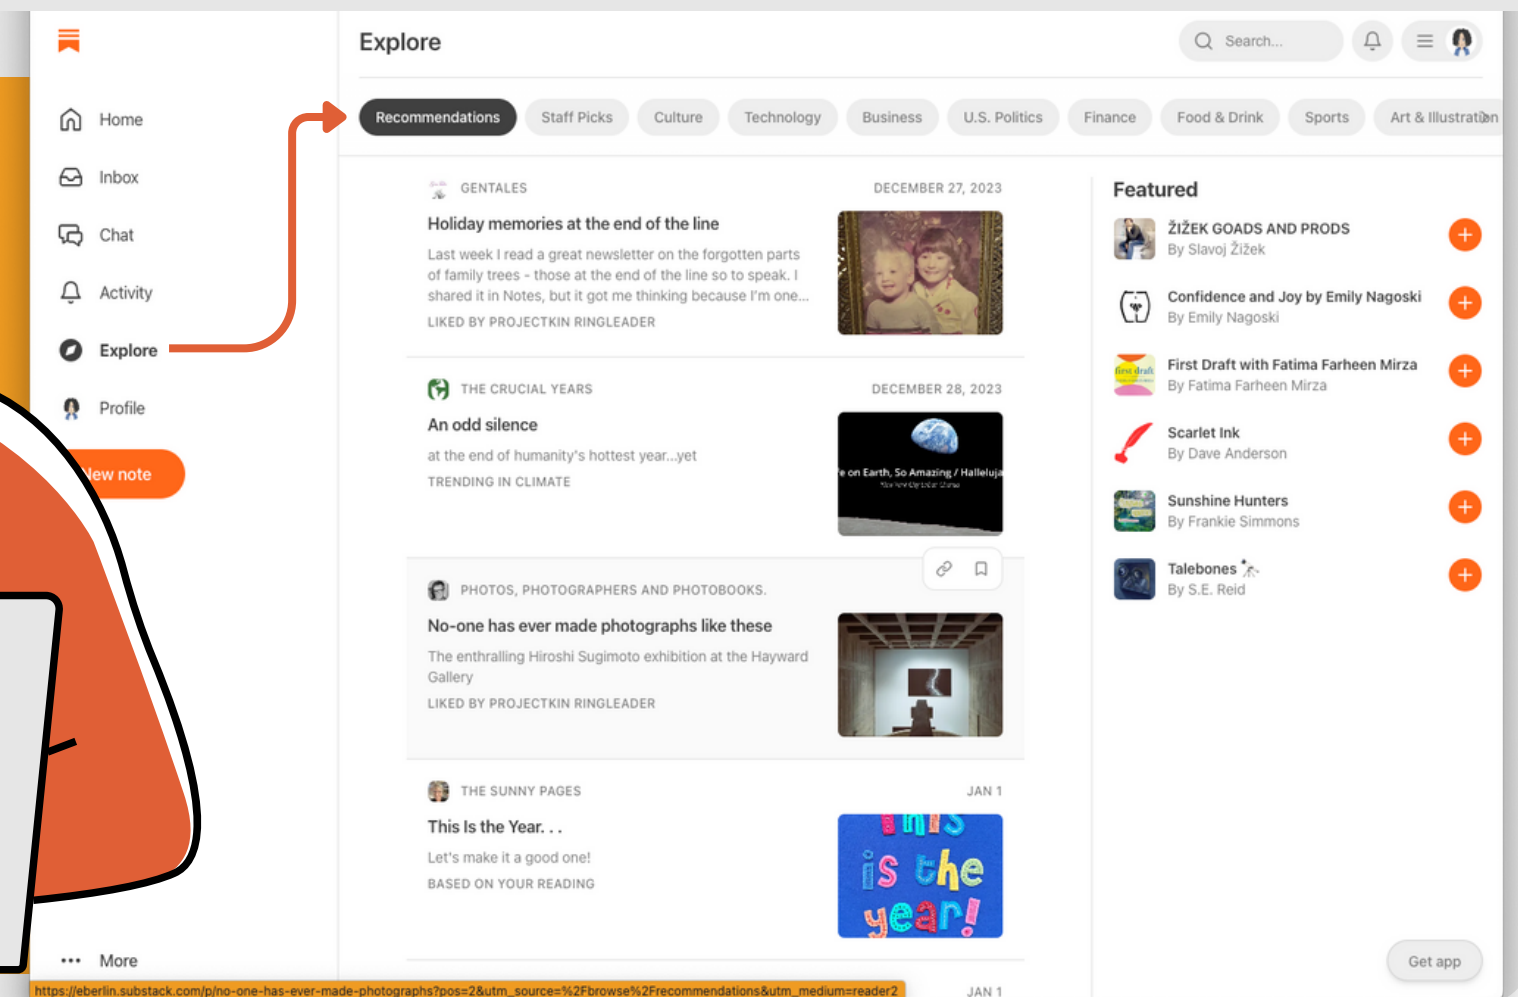 Explore
Search...
Home
Inbox
Chat
Activity
Explore
Profile
New note
More
Recommendations
Staff Picks
Culture
Technology
Business
U.S. Politics
Finance
Food & Drink
Sports
Art & Illustration
GENTALES
DECEMBER 27, 2023
Holiday memories at the end of the line
Last week I read a great newsletter on the forgotten parts
of family trees - those at the end of the line so to speak. I
shared it in Notes, but it got me thinking because I'm one...
LIKED BY PROJECTKIN RINGLEADER
THE CRUCIAL YEARS
DECEMBER 28, 2023
An odd silence
at the end of humanity's hottest year...yet
TRENDING IN CLIMATE
e on Earth, So Amazing / Halleluja
PHOTOS, PHOTOGRAPHERS AND PHOTOBOOKS.
No-one has ever made photographs like these
The enthralling Hiroshi Sugimoto exhibition at the Hayward
Gallery
LIKED BY PROJECTKIN RINGLEADER
THE SUNNY PAGES
JAN 1
This Is the Year. . .
Let's make it a good one!
BASED ON YOUR READING
THIS
is the
year!
JAN 1
Featured
ŽIŽEK GOADS AND PRODS
By Slavoj Žižek
Confidence and Joy by Emily Nagoski
By Emily Nagoski
first draft
First Draft with Fatima Farheen Mirza
By Fatima Farheen Mirza
Scarlet Ink
By Dave Anderson
Sunshine Hunters
By Frankie Simmons
Talebones
By S.E. Reid
Get app
https://eberlin.substack.com/p/no-one-has-ever-made-photographs?pos=2&utm_source=%2Fbrowse%2Frecommendations&utm_medium=reader2